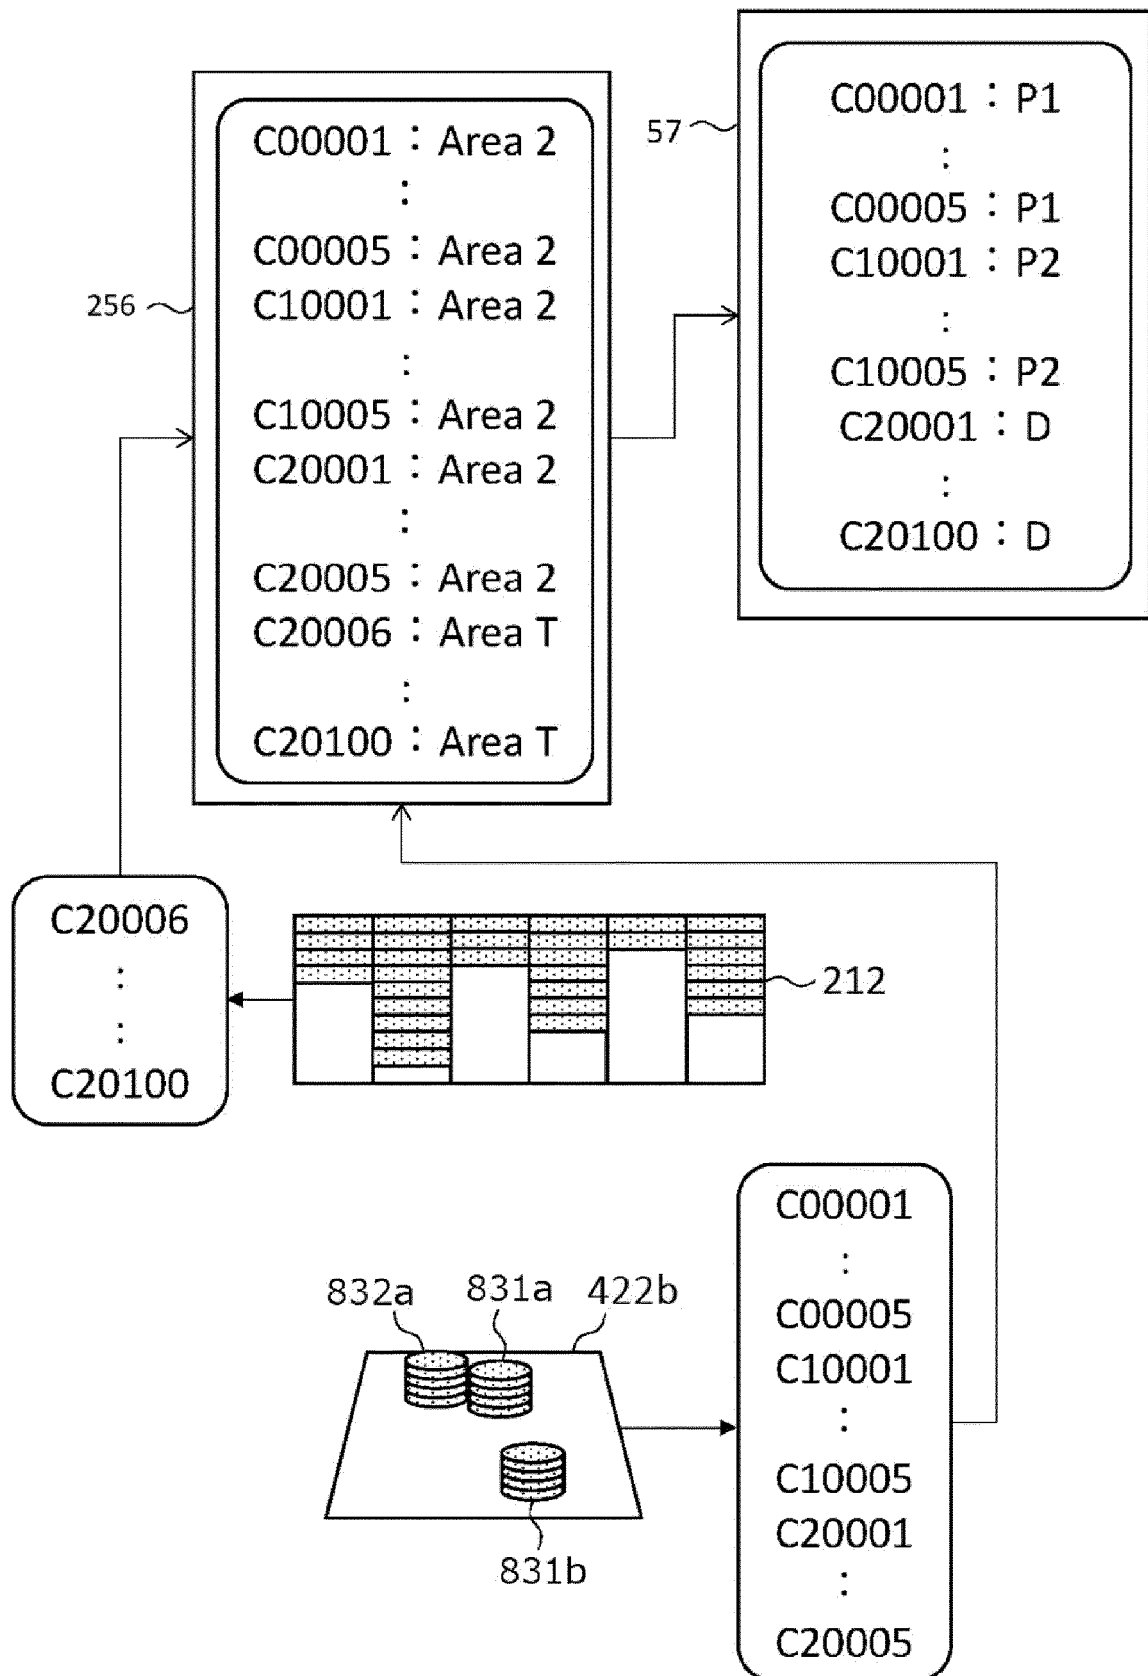 C00001 : P1
:
C00005 : P1
C10001 : P2
:
C10005 : P2
C20001 : D
:
C20100 : D
57
C00001 : Area 2
:
C00005 : Area 2
C10001 : Area 2
:
C10005 : Area 2
C20001 : Area 2
:
C20005 : Area 2
C20006 : Area T
:
C20100 : Area T
256
C20006
:
:
C20100
212
832a
831a
422b
831b
C00001
:
C00005
C10001
:
C10005
C20001
:
C20005